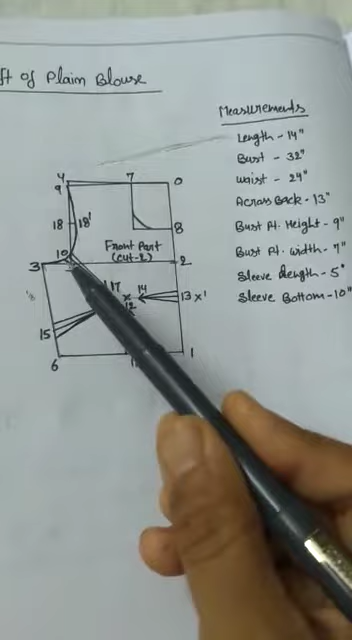 ft of Plain Blouse
Measurements
Length - 14"
Bust - 32"
Waist - 24"
Across Back - 13"
Bust Pt. Height - 9"
Bust Pt. width - 7"
Sleeve Length - 5"
Sleeve Bottom - 10"
4 7 0
9
18 18' 8
Front Part
(Cut-2)
10
3 2
17 14
x 13 x'
12
15
6 1